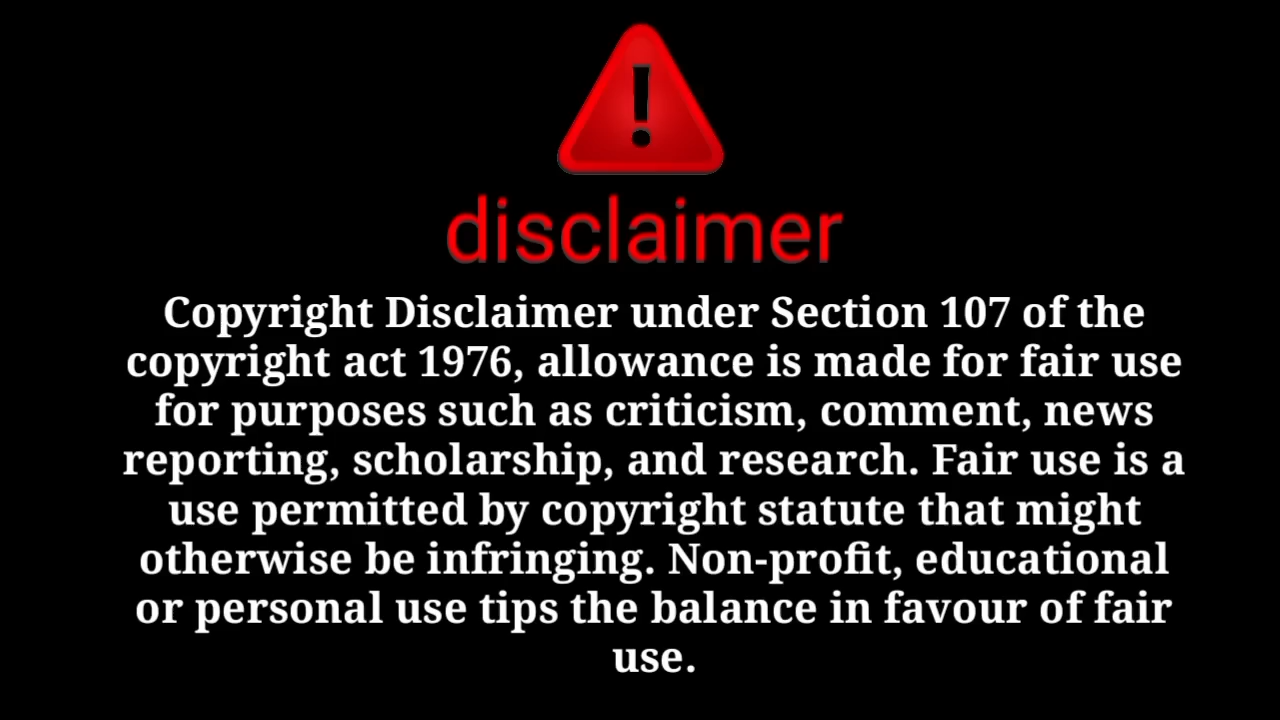 !
disclaimer
Copyright Disclaimer under Section 107 of the
copyright act 1976, allowance is made for fair use
for purposes such as criticism, comment, news
reporting, scholarship, and research. Fair use is a
use permitted by copyright statute that might
otherwise be infringing. Non-profit, educational
or personal use tips the balance in favour of fair
use.